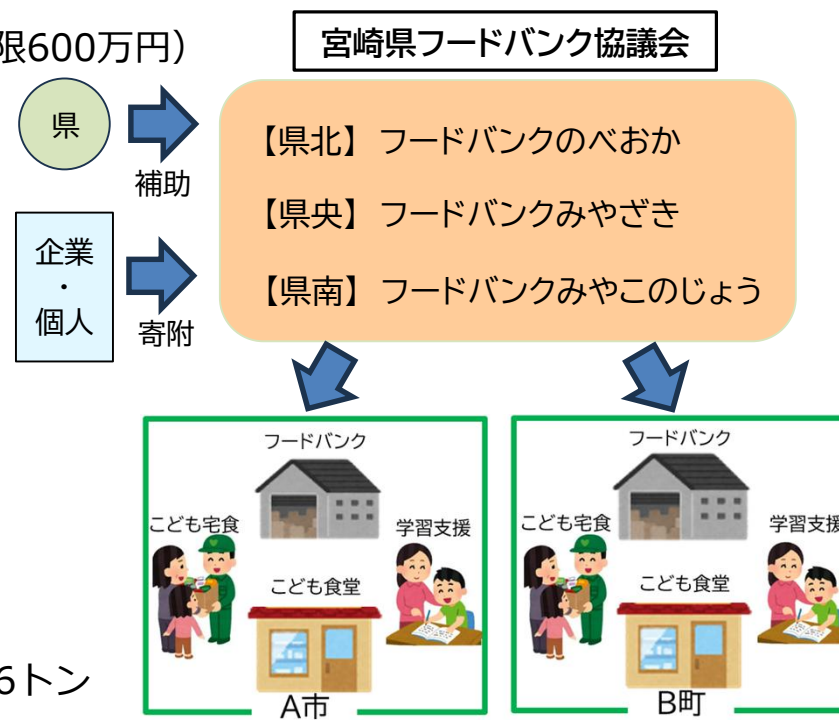 限600万円）
宮崎県フードバンク協議会
県
補助
企業
・
個人
寄附
【県北】 フードバンクのべおか
【県央】 フードバンクみやざき
【県南】 フードバンクみやこのじょう
フードバンク
こども宅食
学習支援
こども食堂
A市
フードバンク
こども宅食
学習支援
こども食堂
B町
6トン